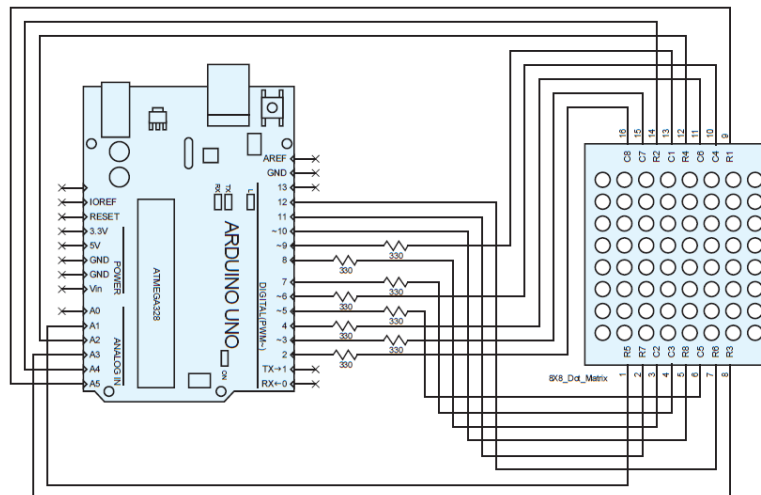 AREF
GND
13
12
11
~10
~9
8
7
~6
~5
4
~3
2
TX→1
RX←0
IOREF
RESET
3.3V
5V
GND
GND
Vin
A0
A1
A2
A3
A4
A5
POWER
ANALOG IN
ATMEGA328
RX
TX
L
ARDUINO UNO
DIGITAL(PWM~)
ON
330
330
330
330
330
330
330
330
16 15 14 13 12 11 10 9
C8 C7 R2 C1 R4 C6 C4 R1
R5 R7 C2 C3 R8 C5 R6 R3
1 2 3 4 5 6 7 8
8X8_Dot_Matrix